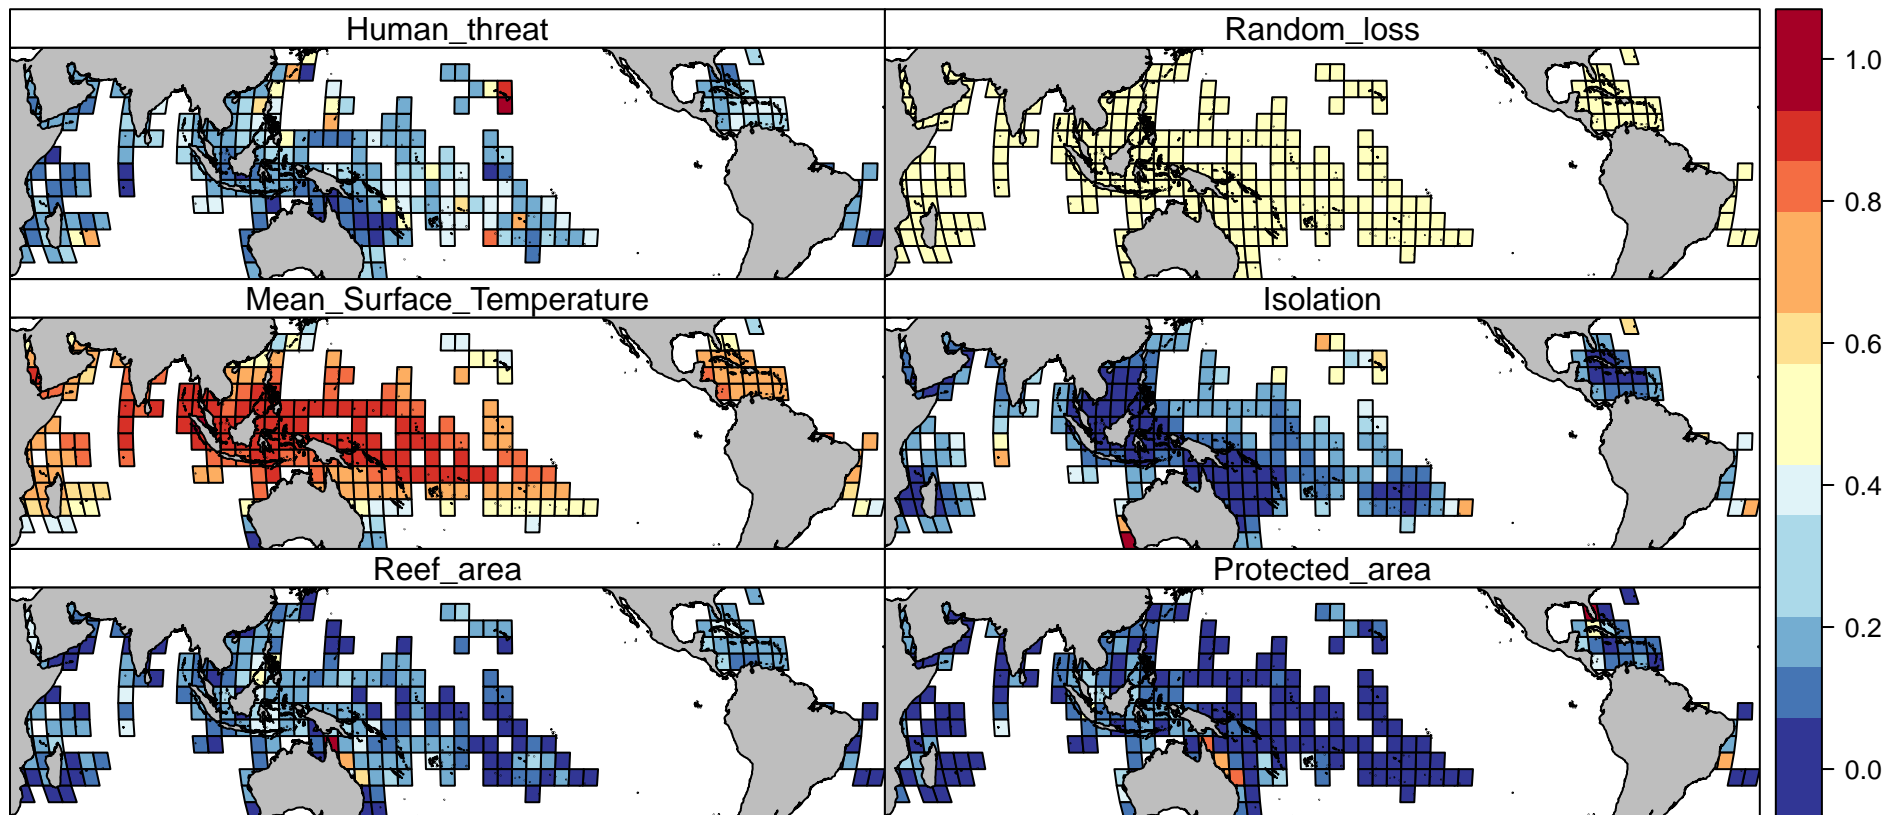 Human_threat
Random_loss
Mean_Surface_Temperature
Isolation
Reef_area
Protected_area
1.0
0.8
0.6
0.4
0.2
0.0